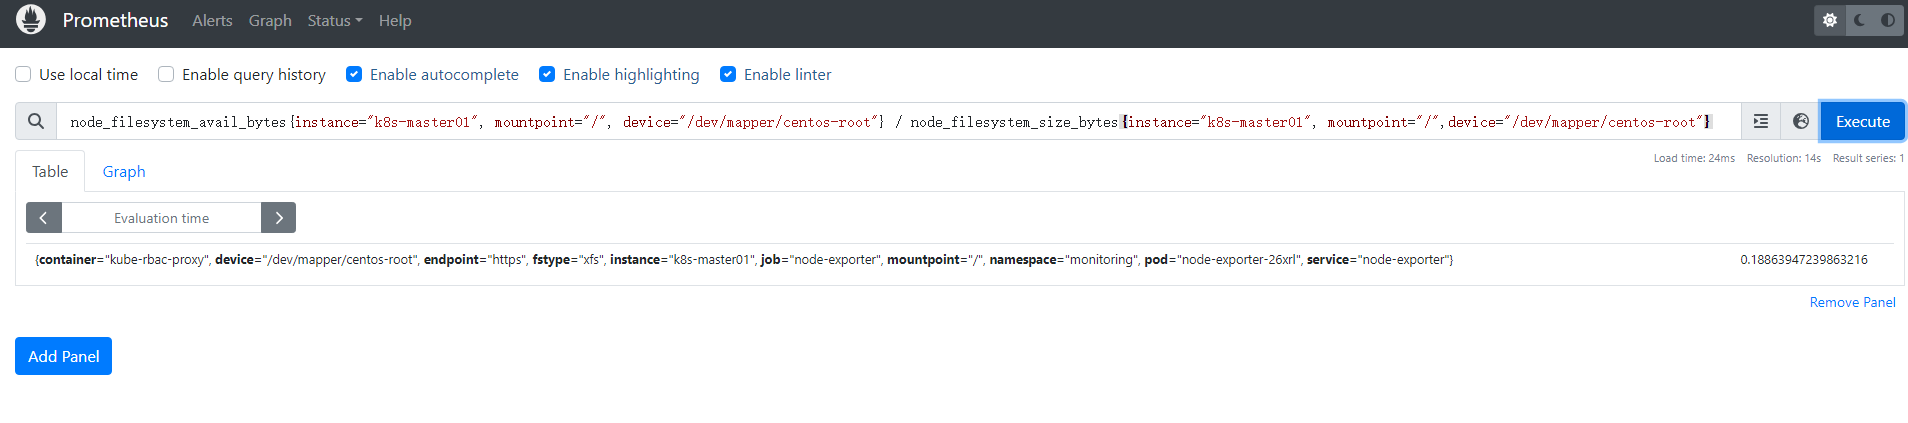 Prometheus Alerts Graph Status Help
Use local time Enable query history Enable autocomplete Enable highlighting Enable linter
node_filesystem_avail_bytes{instance="k8s-master01", mountpoint="/", device="/dev/mapper/centos-root"} / node_filesystem_size_bytes{instance="k8s-master01", mountpoint="/",device="/dev/mapper/centos-root"} Execute
Load time: 24ms Resolution: 14s Result series: 1
Table Graph
Evaluation time
{container="kube-rbac-proxy", device="/dev/mapper/centos-root", endpoint="https", fstype="xfs", instance="k8s-master01", job="node-exporter", mountpoint="/", namespace="monitoring", pod="node-exporter-26xrl", service="node-exporter"} 0.18863947239863216
Remove Panel
Add Panel